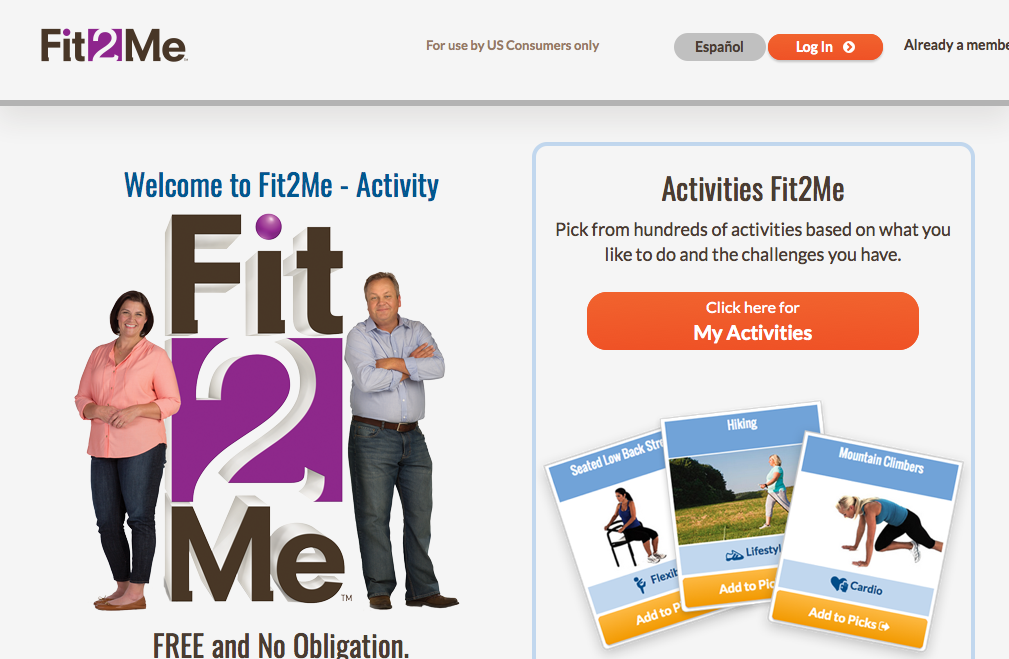 Fit2Me
For use by US Consumers only
Español
Log In
Already a membe
Welcome to Fit2Me - Activity
Fit
2
Me
TM
FREE and No Obligation.
Activities Fit2Me
Pick from hundreds of activities based on what you
like to do and the challenges you have.
Click here for
My Activities
Seated Low Back Stre
Flexib
Add to P
Hiking
Lifestyl
Add to Pic
Mountain Climbers
Cardio
Add to Picks